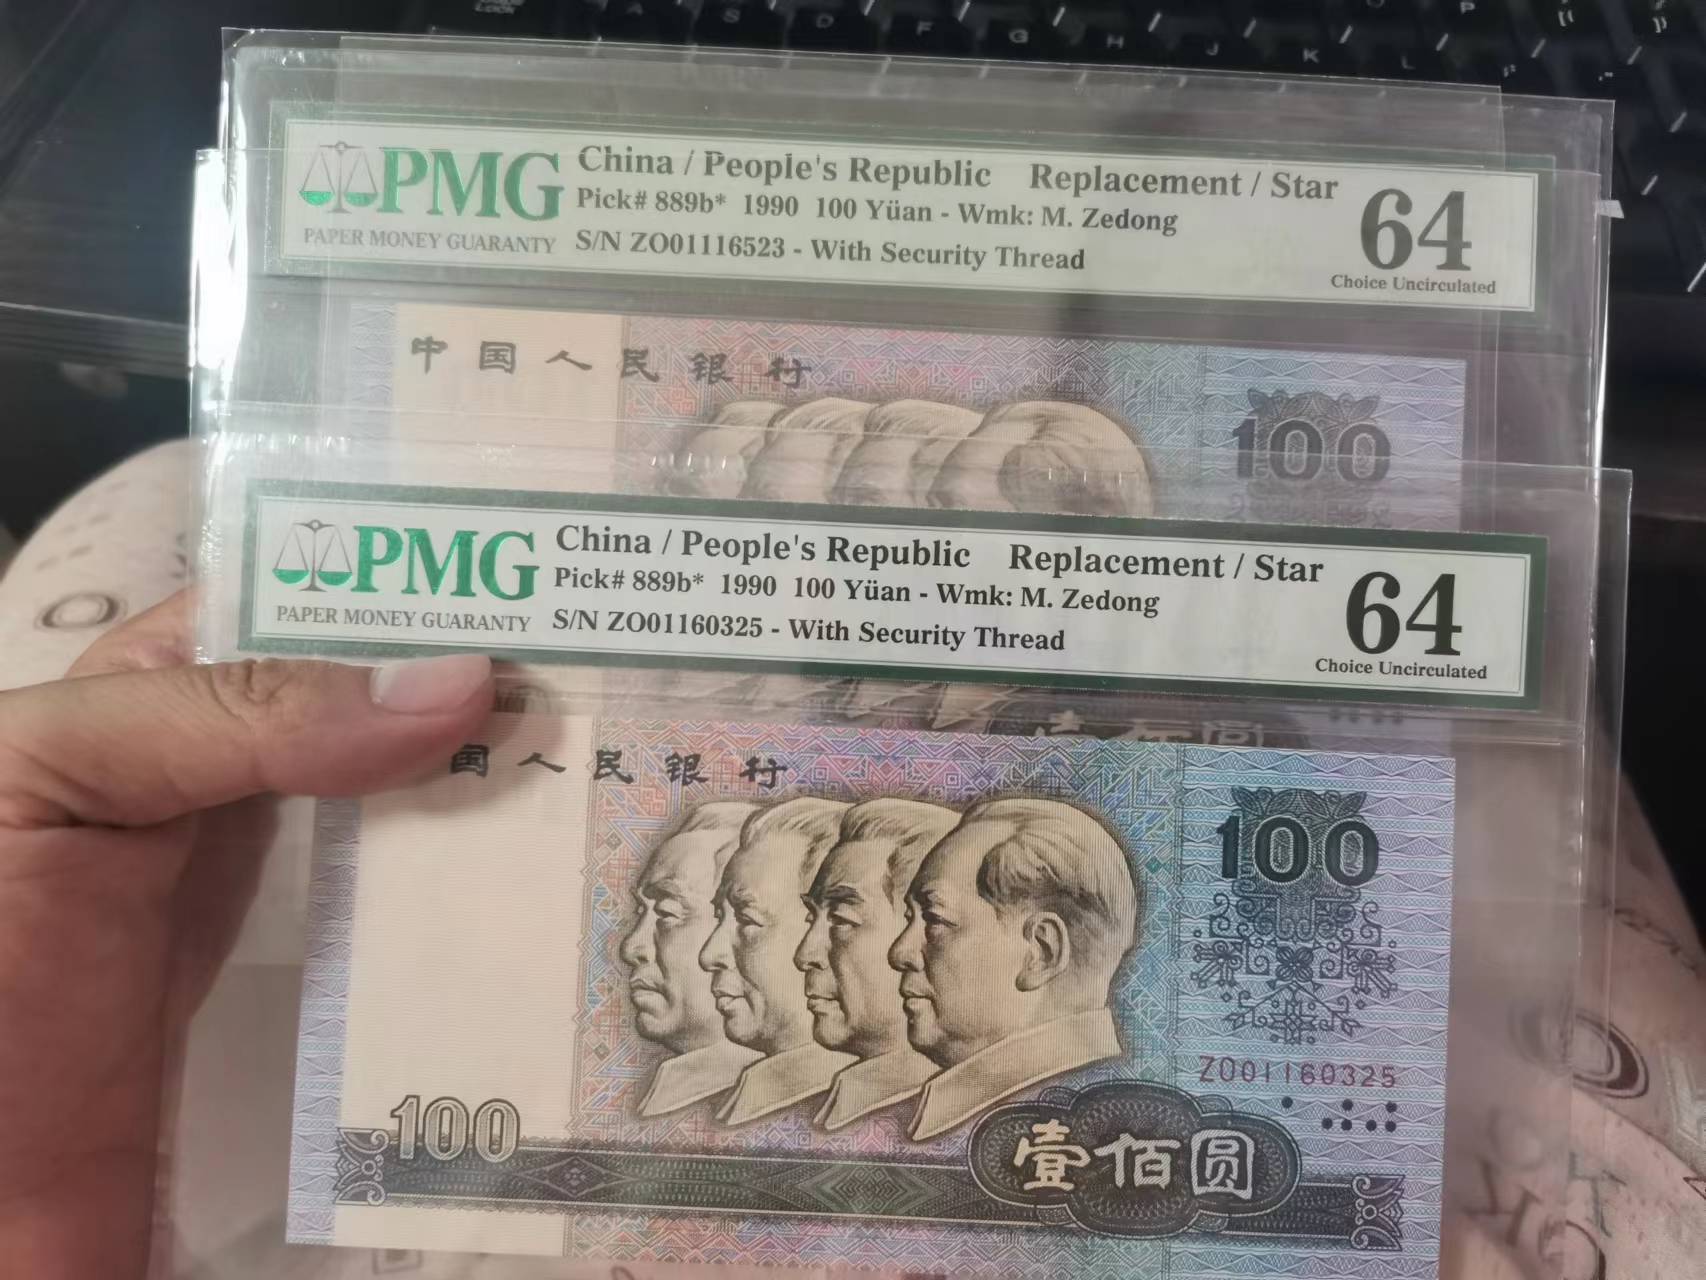 A S D F G H J K L P
PMG
PAPER MONEY GUARANTY
China / People's Republic Replacement / Star
Pick# 889b* 1990 100 Yüan - Wmk: M. Zedong
S/N ZO01116523 - With Security Thread
64
Choice Uncirculated
中国人民银行
100
PMG
PAPER MONEY GUARANTY
China / People's Republic Replacement / Star
Pick# 889b* 1990 100 Yüan - Wmk: M. Zedong
S/N ZO01160325 - With Security Thread
64
Choice Uncirculated
国人民银行
100
ZO01160325
100
壹佰圆